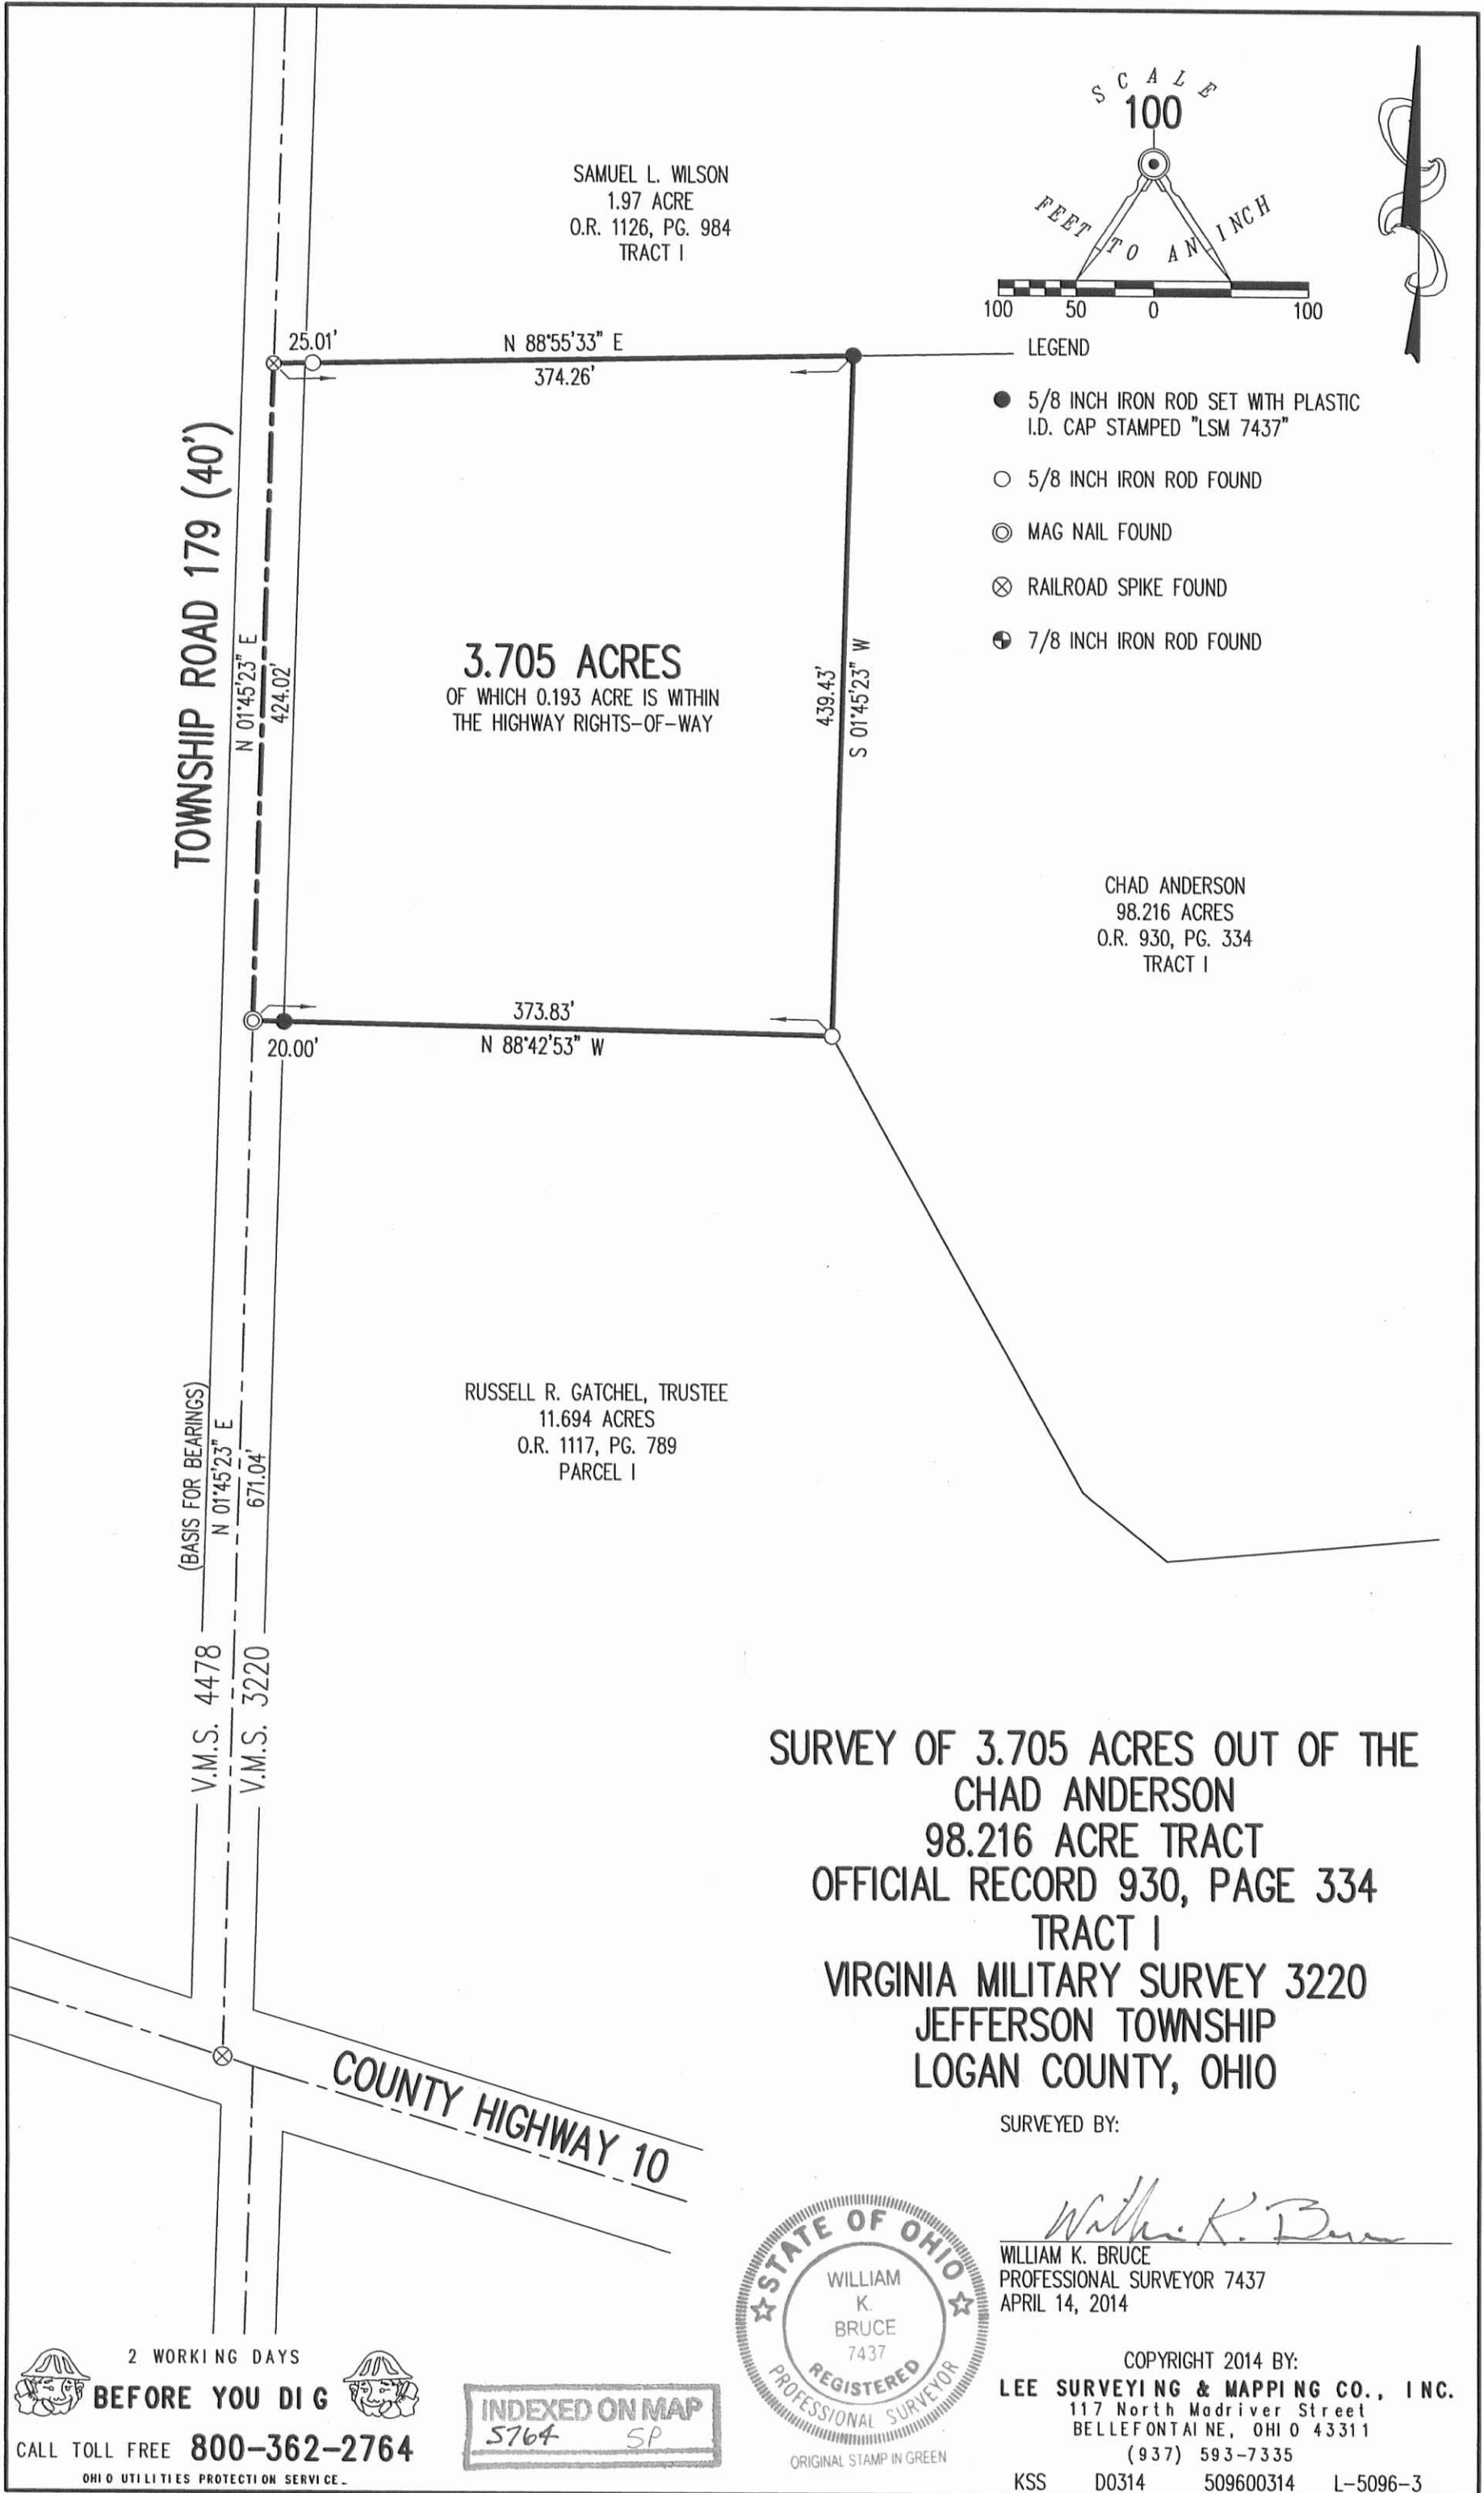 SCALE
100
FEET TO AN INCH
100 50 0 100
SAMUEL L. WILSON
1.97 ACRE
O.R. 1126, PG. 984
TRACT I
LEGEND
5/8 INCH IRON ROD SET WITH PLASTIC
I.D. CAP STAMPED "LSM 7437"
5/8 INCH IRON ROD FOUND
MAG NAIL FOUND
RAILROAD SPIKE FOUND
7/8 INCH IRON ROD FOUND
25.01'
N 88°55'33" E
374.26'
TOWNSHIP ROAD 179 (40')
N 01°45'23" E
424.02'
3.705 ACRES
OF WHICH 0.193 ACRE IS WITHIN
THE HIGHWAY RIGHTS-OF-WAY
439.43'
S 01°45'23" W
CHAD ANDERSON
98.216 ACRES
O.R. 930, PG. 334
TRACT I
373.83'
N 88°42'53" W
20.00'
RUSSELL R. GATCHEL, TRUSTEE
11.694 ACRES
O.R. 1117, PG. 789
PARCEL I
(BASIS FOR BEARINGS)
N 01°45'23" E
671.04'
V.M.S. 4478
V.M.S. 3220
SURVEY OF 3.705 ACRES OUT OF THE
CHAD ANDERSON
98.216 ACRE TRACT
OFFICIAL RECORD 930, PAGE 334
TRACT I
VIRGINIA MILITARY SURVEY 3220
JEFFERSON TOWNSHIP
LOGAN COUNTY, OHIO
COUNTY HIGHWAY 10
SURVEYED BY:
William K. Bruce
WILLIAM K. BRUCE
PROFESSIONAL SURVEYOR 7437
APRIL 14, 2014
STATE OF OHIO
WILLIAM
K.
BRUCE
7437
REGISTERED
PROFESSIONAL SURVEYOR
ORIGINAL STAMP IN GREEN
COPYRIGHT 2014 BY:
LEE SURVEYING & MAPPING CO., INC.
117 North Madriver Street
BELLEFONTAINE, OHIO 43311
(937) 593-7335
KSS D0314 509600314 L-5096-3
2 WORKING DAYS
BEFORE YOU DIG
CALL TOLL FREE 800-362-2764
OHIO UTILITIES PROTECTION SERVICE.
INDEXED ON MAP
5764 SP